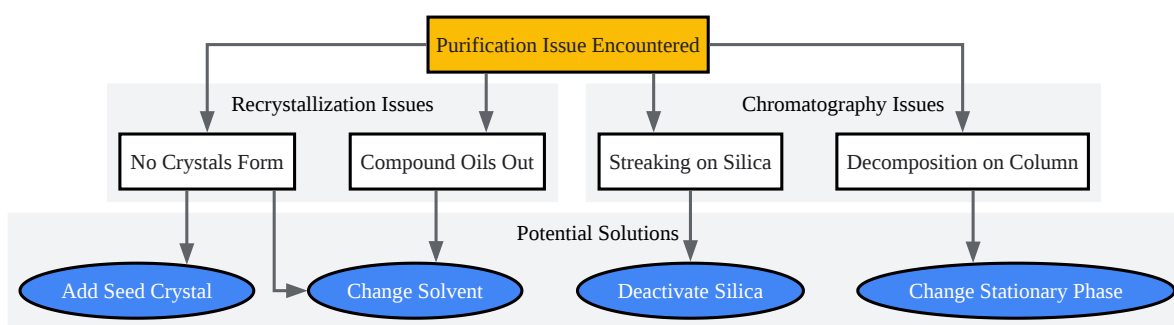 Purification Issue Encountered
Recrystallization Issues
Chromatography Issues
No Crystals Form
Compound Oils Out
Streaking on Silica
Decomposition on Column
Potential Solutions
Add Seed Crystal
Change Solvent
Deactivate Silica
Change Stationary Phase